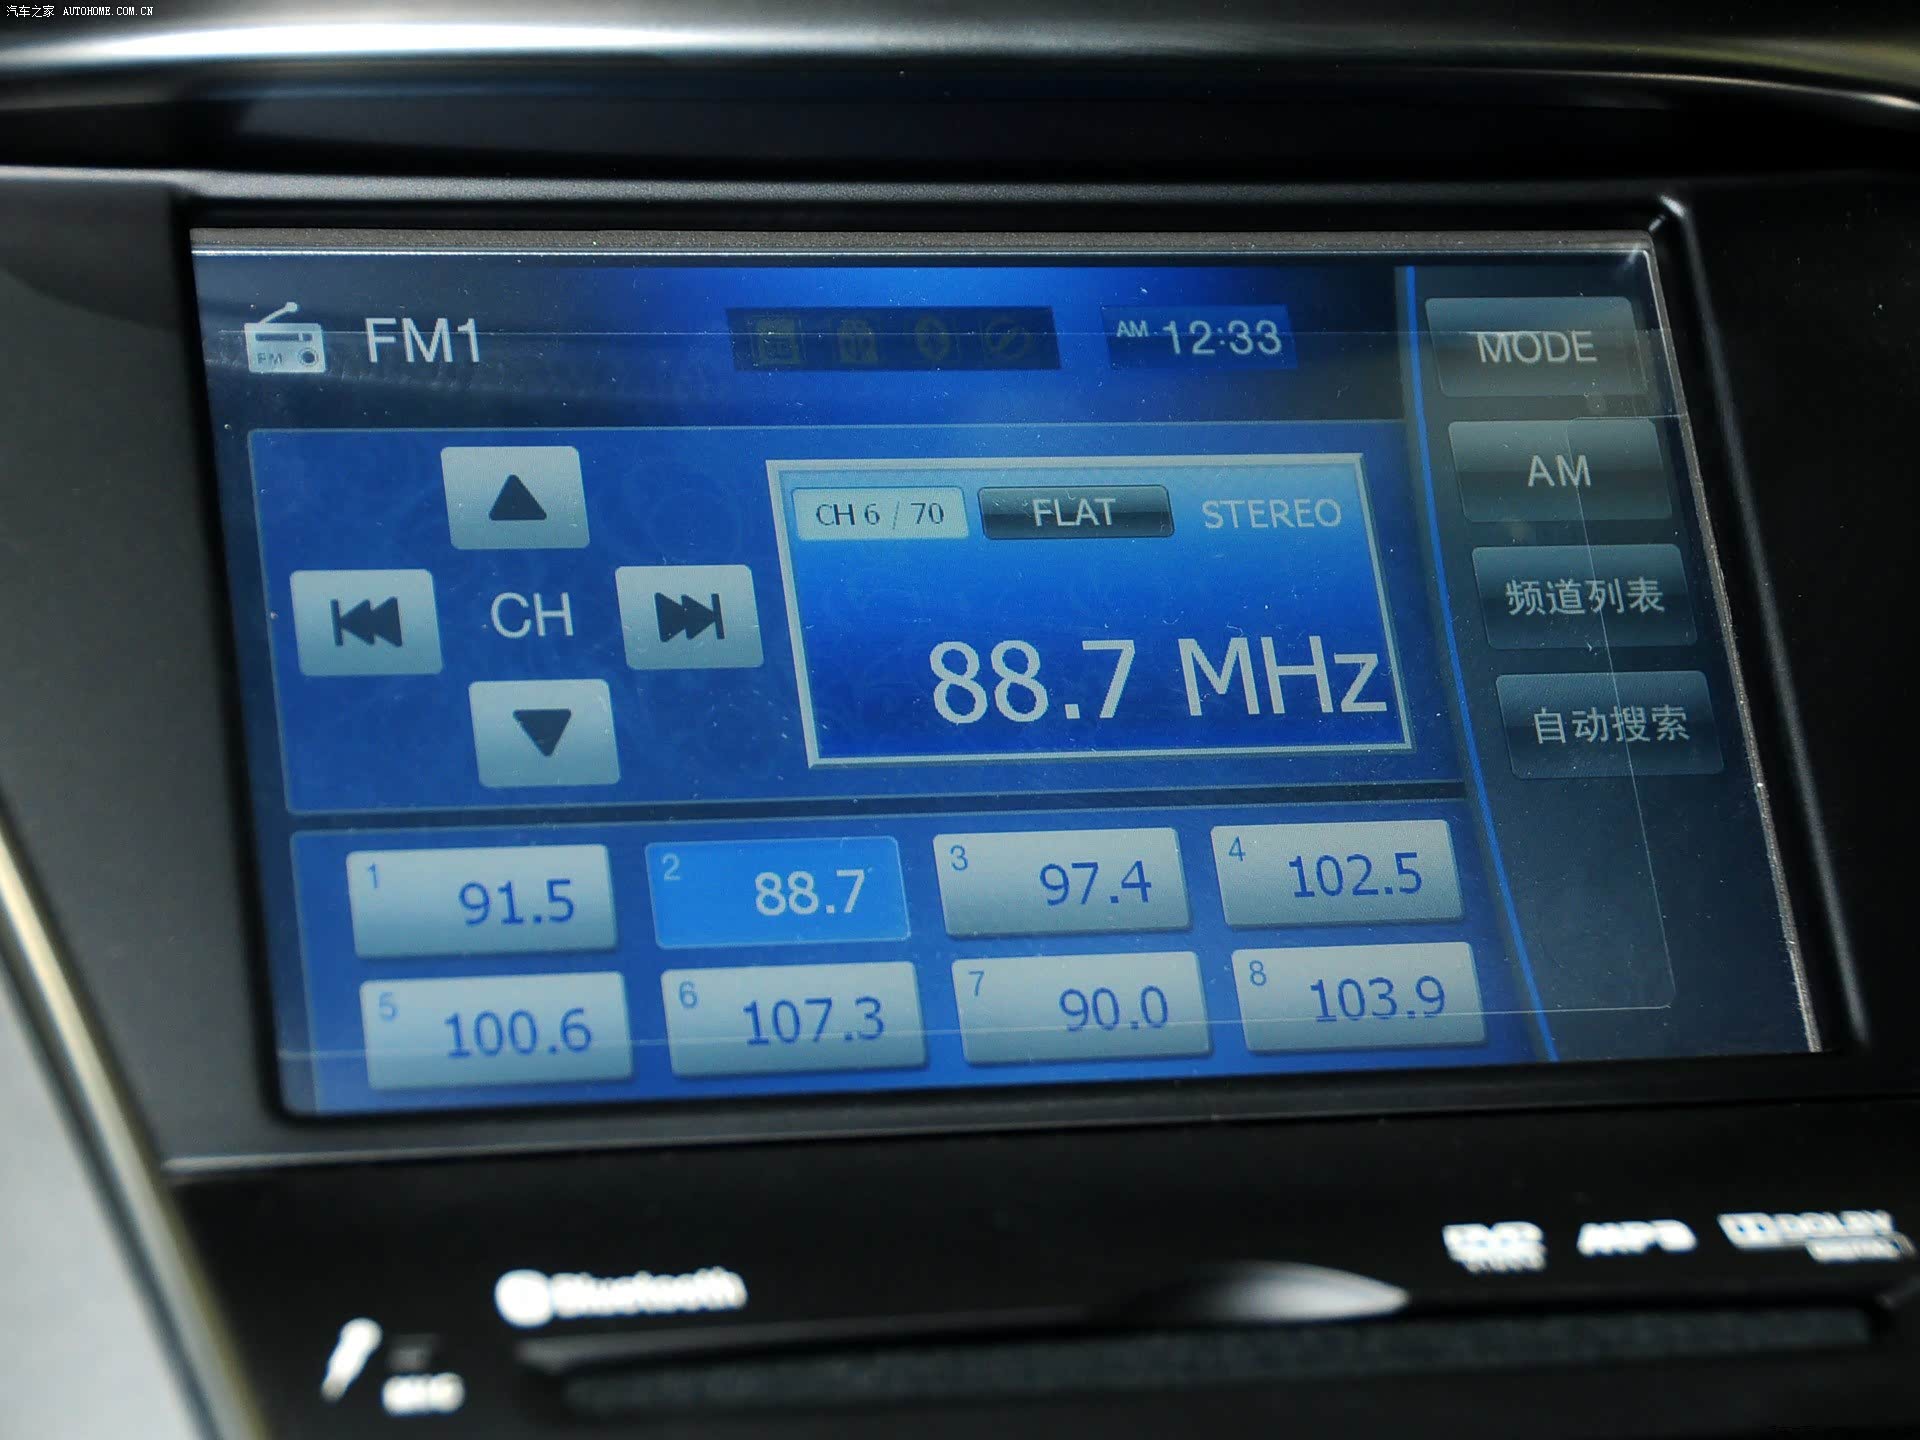 汽车之家 AUTOHOME.COM.CN
FM1
AM 12:33
MODE
AM
频道列表
自动搜索
CH
CH 6 / 70 FLAT STEREO
88.7 MHz
1 91.5
2 88.7
3 97.4
4 102.5
5 100.6
6 107.3
7 90.0
8 103.9
Bluetooth
MP3
DOLBY
DIGITAL
MIC
FM